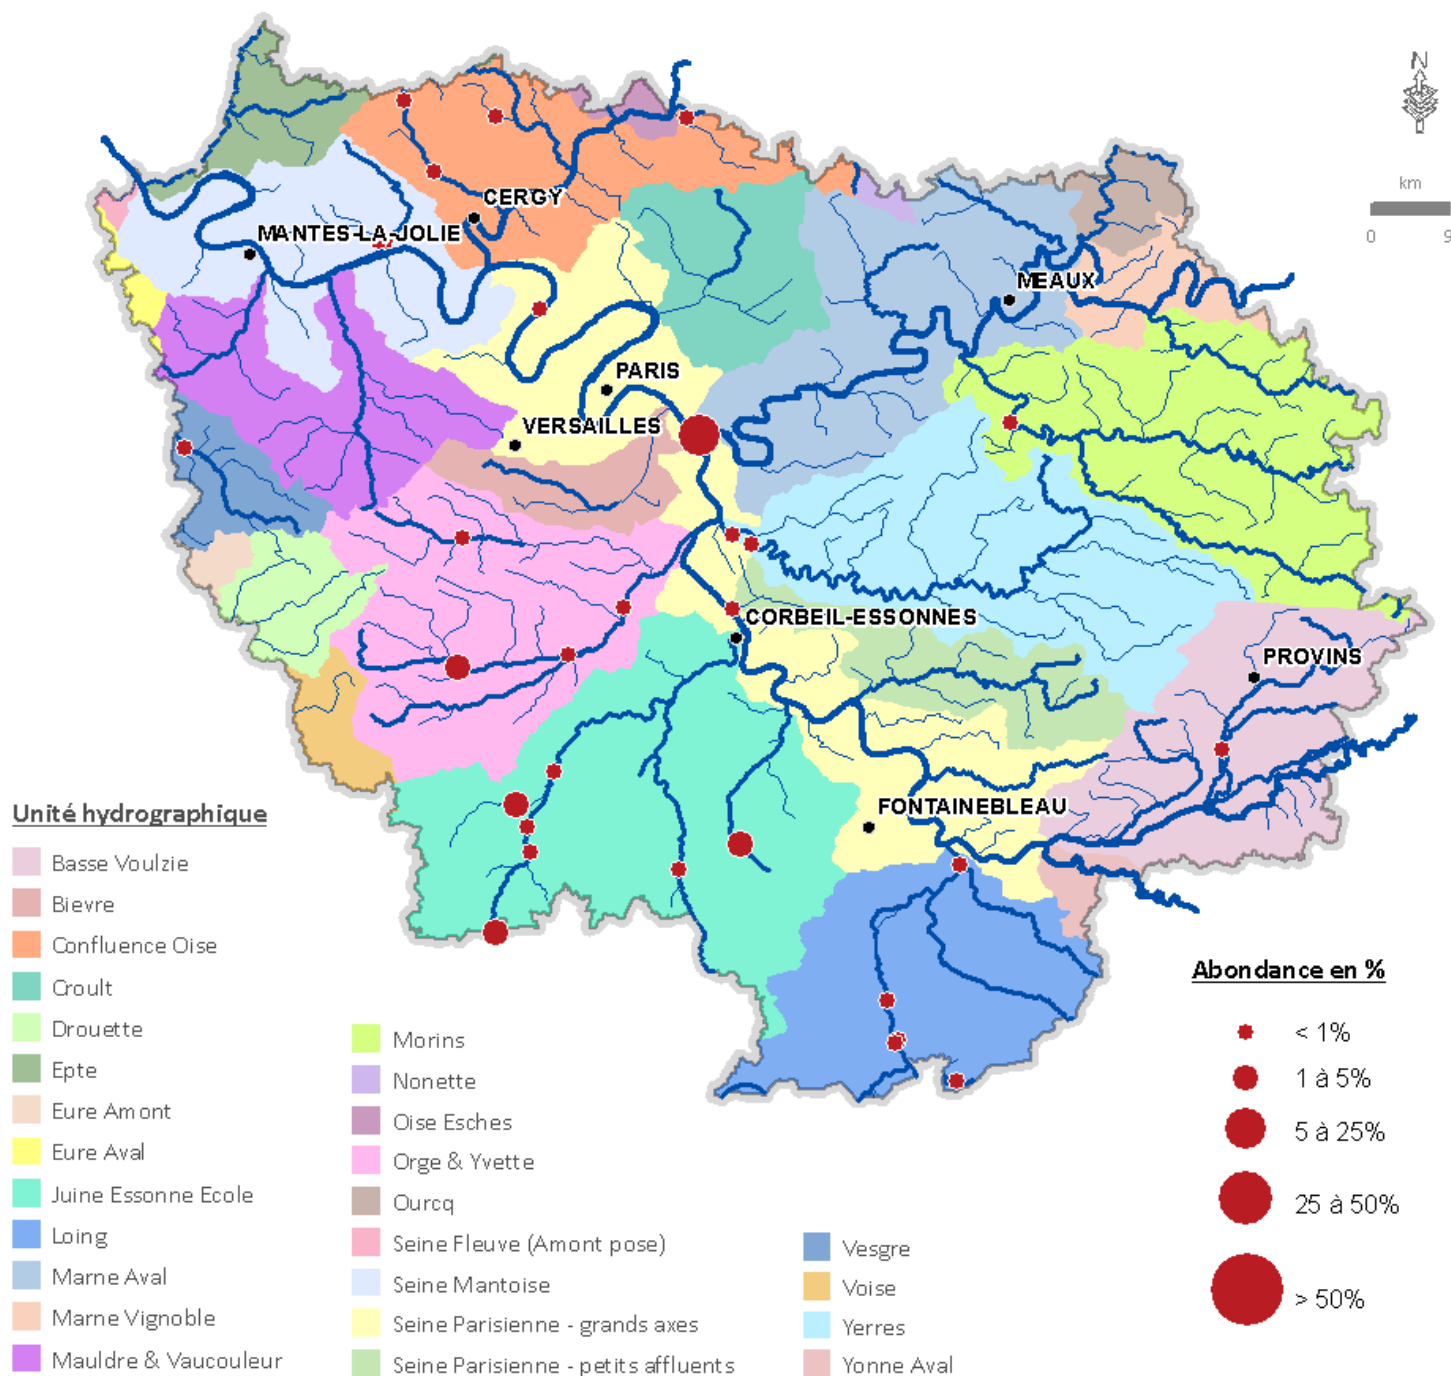 N
km
0 9
CERGY
MANTES-LA-JOLIE
MEAUX
PARIS
VERSAILLES
CORBEIL-ESSONNES
PROVINS
FONTAINEBLEAU
Unité hydrographique
Basse Voulzie
Bievre
Confluence Oise
Croult
Drouette
Epte
Eure Amont
Eure Aval
Juine Essonne Ecole
Loing
Marne Aval
Marne Vignoble
Mauldre & Vaucouleur
Morins
Nonette
Oise Esches
Orge & Yvette
Ourcq
Seine Fleuve (Amont pose)
Seine Mantoise
Seine Parisienne - grands axes
Seine Parisienne - petits affluents
Vesgre
Voise
Yerres
Yonne Aval
Abondance en %
< 1%
1 à 5%
5 à 25%
25 à 50%
> 50%